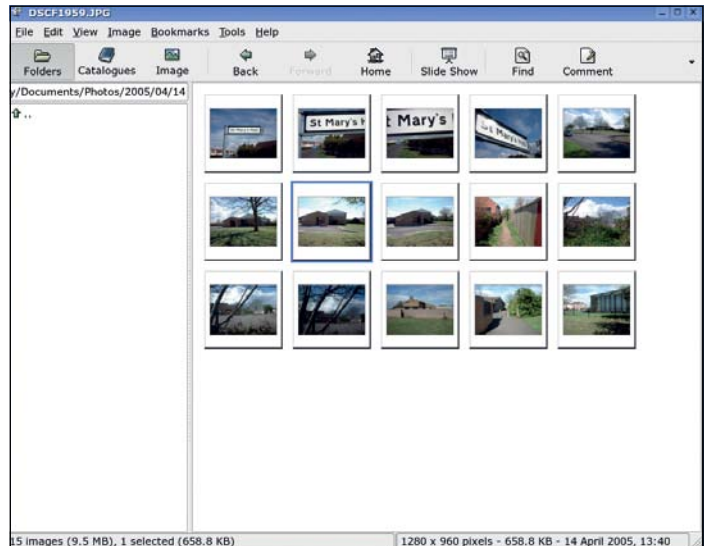 DSCF1959.JPG
File Edit View Image Bookmarks Tools Help
Folders Catalogues Image Back Forward Home Slide Show Find Comment
y/Documents/Photos/2005/04/14
..
St Mary's H
t Mary's
St Mary's
15 images (9.5 MB), 1 selected (658.8 KB)
1280 x 960 pixels - 658.8 KB - 14 April 2005, 13:40